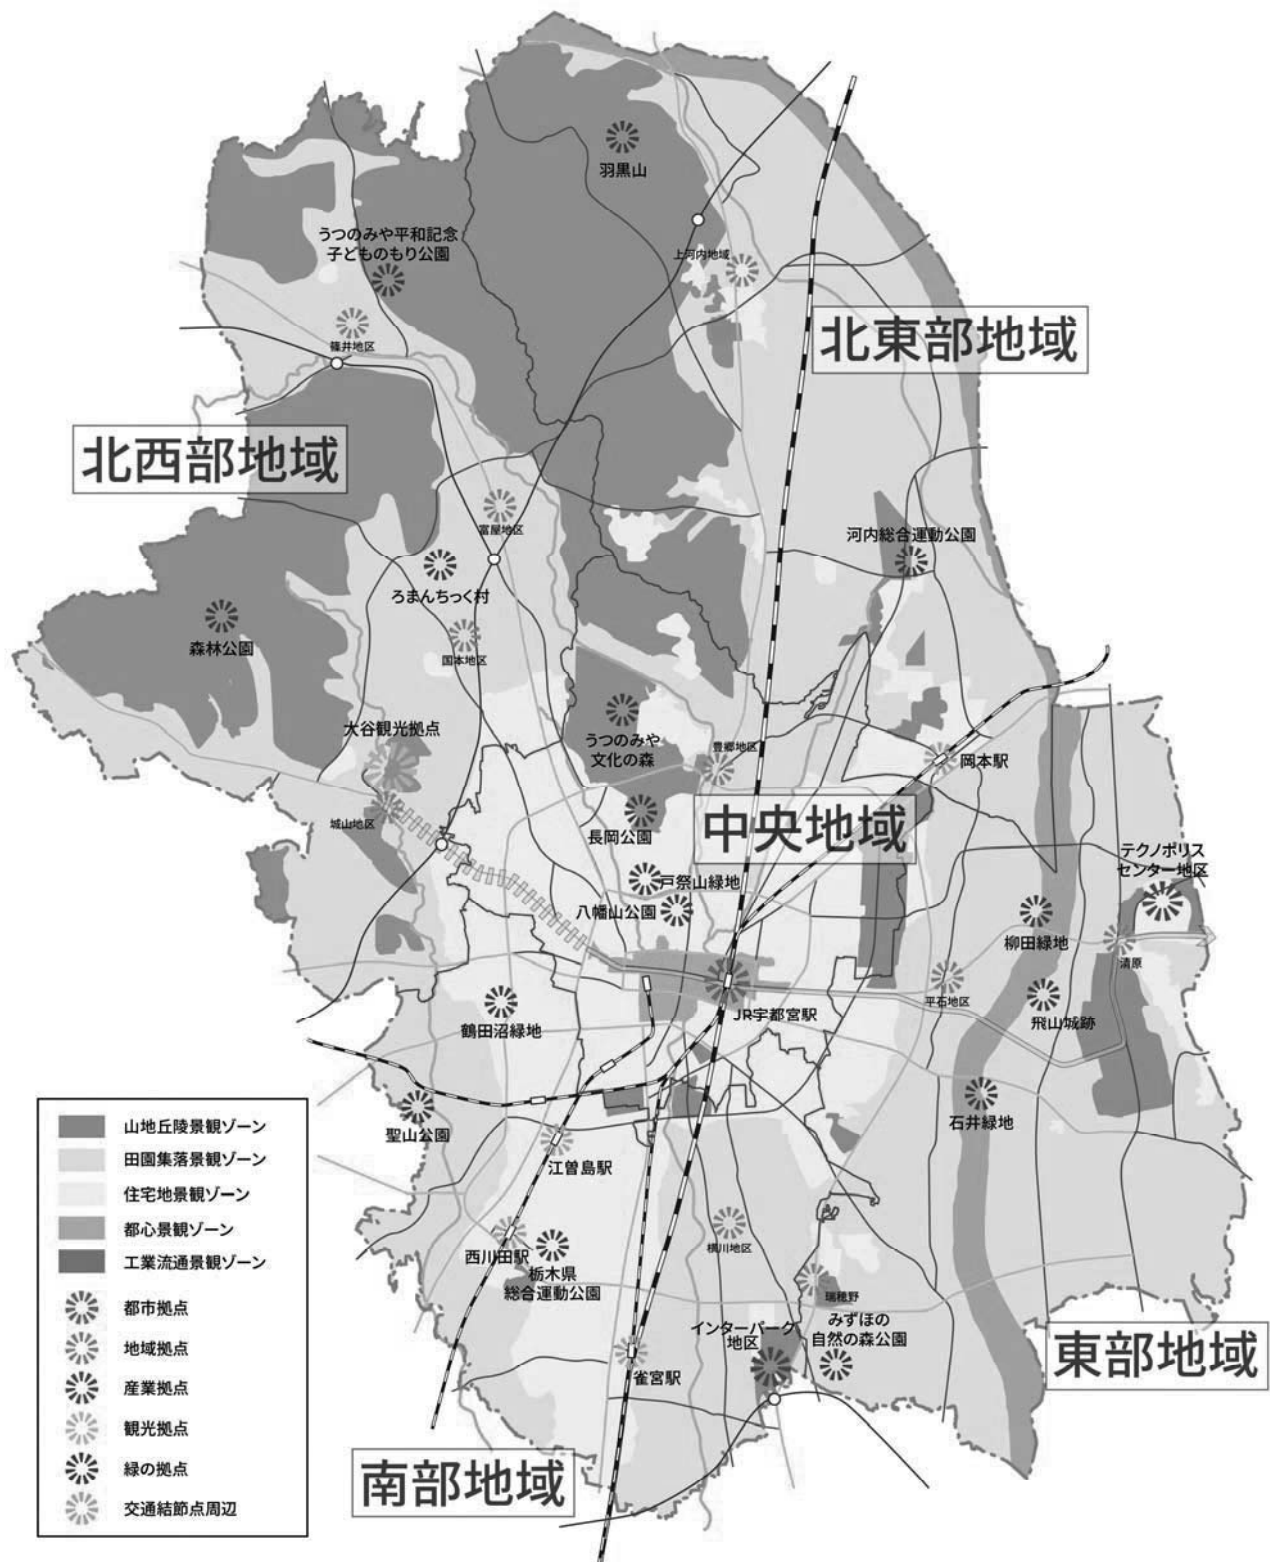 羽黒山
うつのみや平和記念
子どものもり公園
上河内地域
北東部地域
篠井地区
北西部地域
富屋地区
河内総合運動公園
ろまんちっく村
森林公園
国本地区
大谷観光拠点
うつのみや
文化の森
豊郷地区
岡本駅
城山地区
長岡公園
中央地域
テクノポリス
センター地区
戸祭山緑地
八幡山公園
柳田緑地
清原
鶴田沼緑地
JR宇都宮駅
平石地区
飛山城跡
聖山公園
石井緑地
江曽島駅
横川地区
西川田駅
栃木県
総合運動公園
瑞穂野
みずほの
自然の森公園
インターパーク
地区
雀宮駅
東部地域
南部地域
山地丘陵景観ゾーン
田園集落景観ゾーン
住宅地景観ゾーン
都心景観ゾーン
工業流通景観ゾーン
都市拠点
地域拠点
産業拠点
観光拠点
緑の拠点
交通結節点周辺